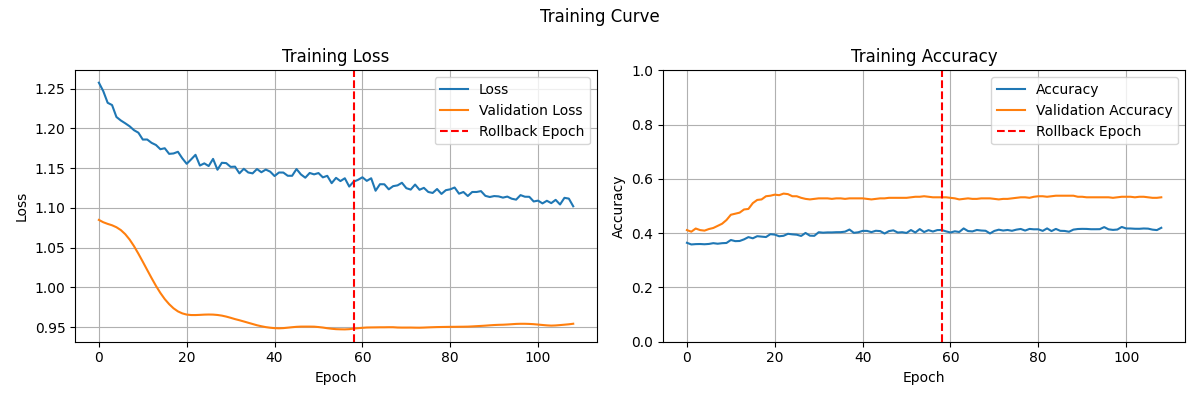 Training Curve
Training Loss
Loss
1.25
1.20
1.15
1.10
1.05
1.00
0.95
0
20
40
60
80
100
Epoch
Loss
Validation Loss
Rollback Epoch
Training Accuracy
Accuracy
1.0
0.8
0.6
0.4
0.2
0.0
0
20
40
60
80
100
Epoch
Accuracy
Validation Accuracy
Rollback Epoch